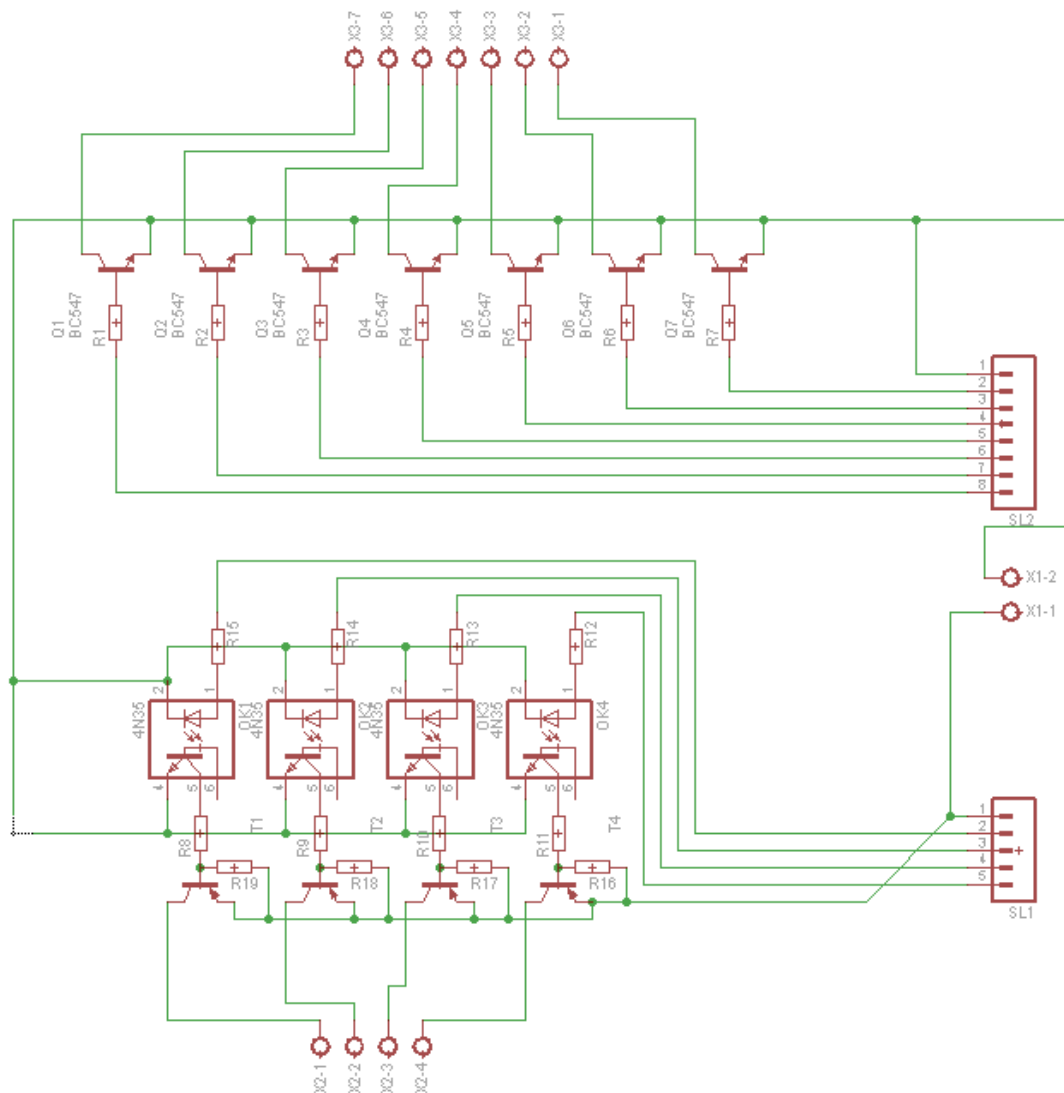 X3-7
X3-6
X3-5
X3-4
X3-3
X3-2
X3-1
Q1
BC547
R1
Q2
BC547
R2
Q3
BC547
R3
Q4
BC547
R4
Q5
BC547
R5
Q6
BC547
R6
Q7
BC547
R7
1
2
3
4
5
6
7
8
SL2
X1-2
X1-1
R15
R14
R13
R12
2
1
2
1
2
1
2
1
4N35
OK1
4N35
OK2
4N35
OK3
OK4
4
5
6
4
5
6
4
5
6
4
5
6
R8
T1
R9
T2
R10
T3
R11
T4
R19
R18
R17
R16
1
2
3
4
5
SL1
X2-1
X2-2
X2-3
X2-4